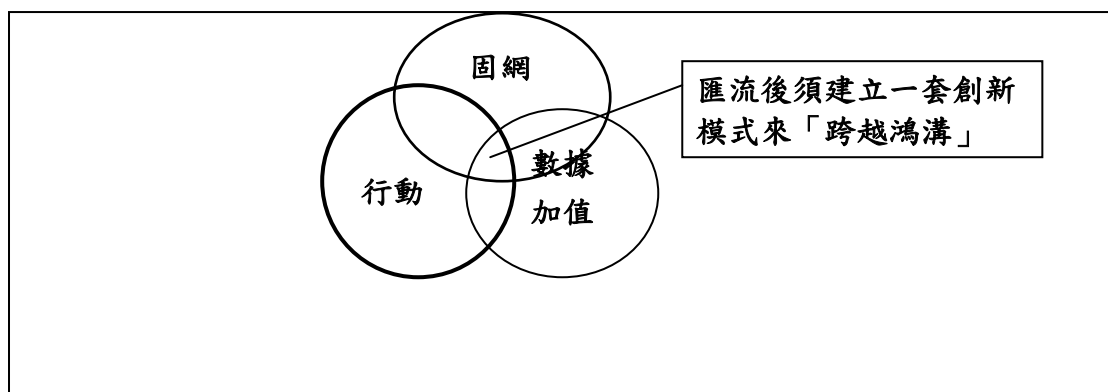 固網
匯流後須建立一套創新
模式來「跨越鴻溝」
行動
數據
加值